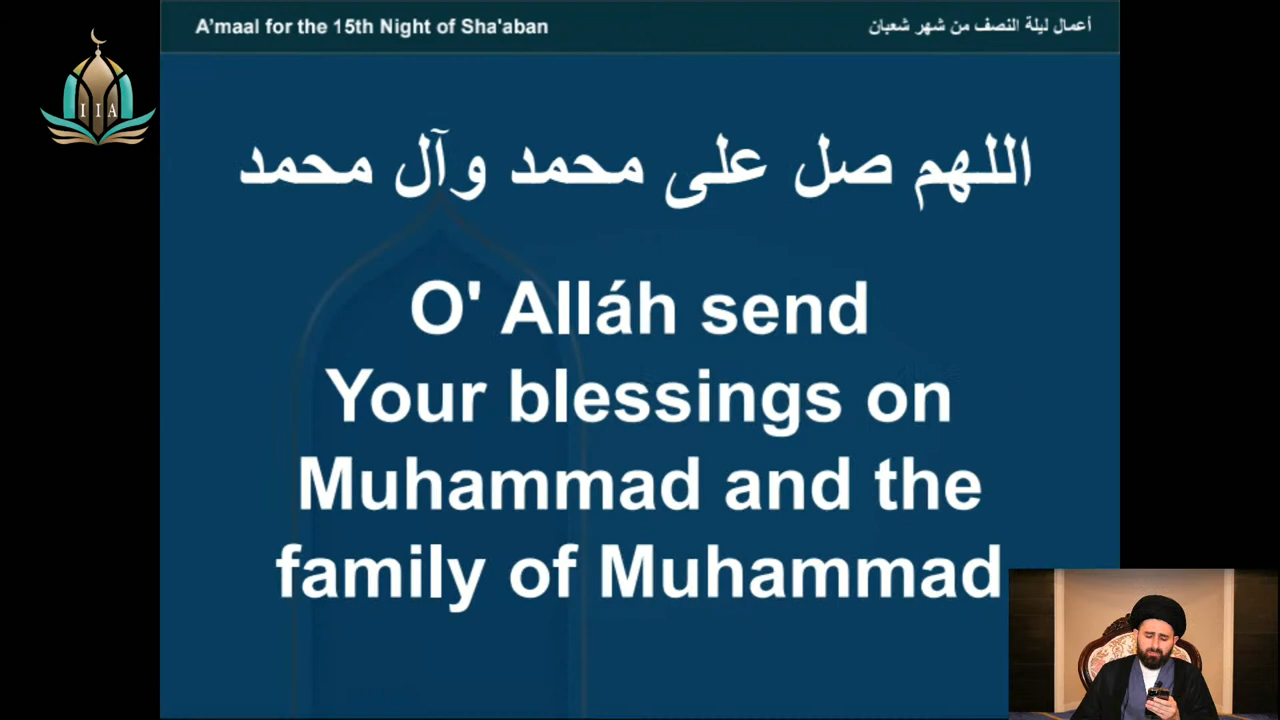 A’maal for the 15th Night of Sha'aban
أعمال ليلة النصف من شهر شعبان
IIA
اللهم صل على محمد وآل محمد
O' Alláh send
Your blessings on
Muhammad and the
family of Muhammad